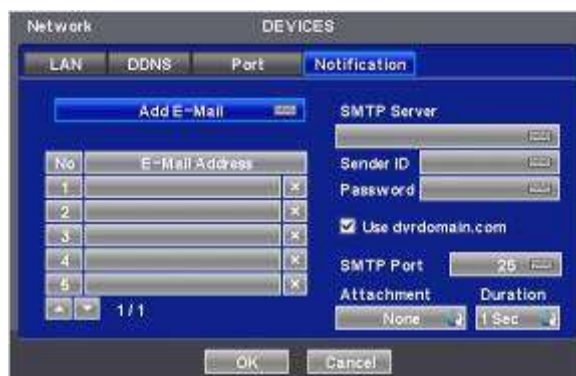 Network DEVICES
LAN DDNS Port Notification
Add E-Mail
No E-Mail Address
1
2
3
4
5
1/1
SMTP Server
Sender ID
Password
Use dvrdomain.com
SMTP Port 25
Attachment Duration
None 1 Sec
OK Cancel